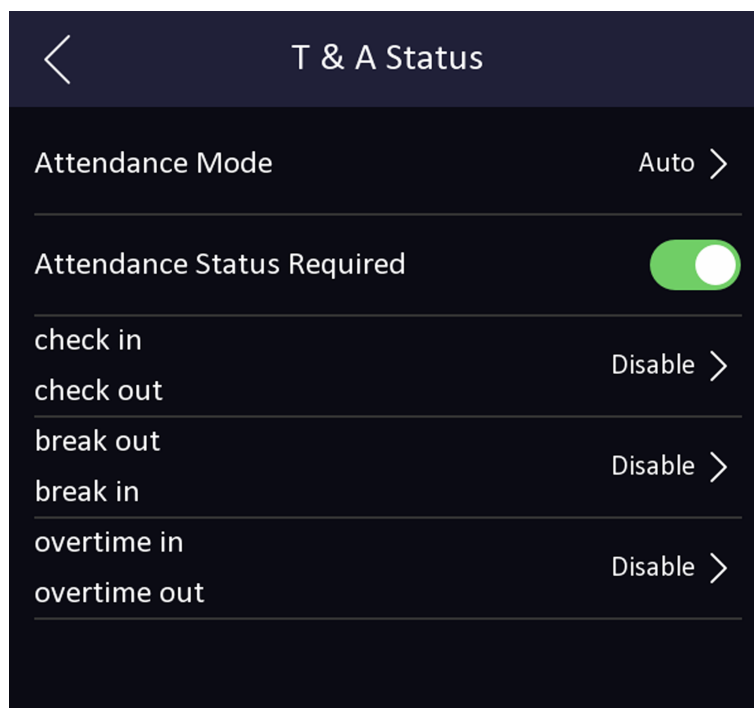 T & A Status
Attendance Mode
Auto
Attendance Status Required
check in
check out
Disable
break out
break in
Disable
overtime in
overtime out
Disable